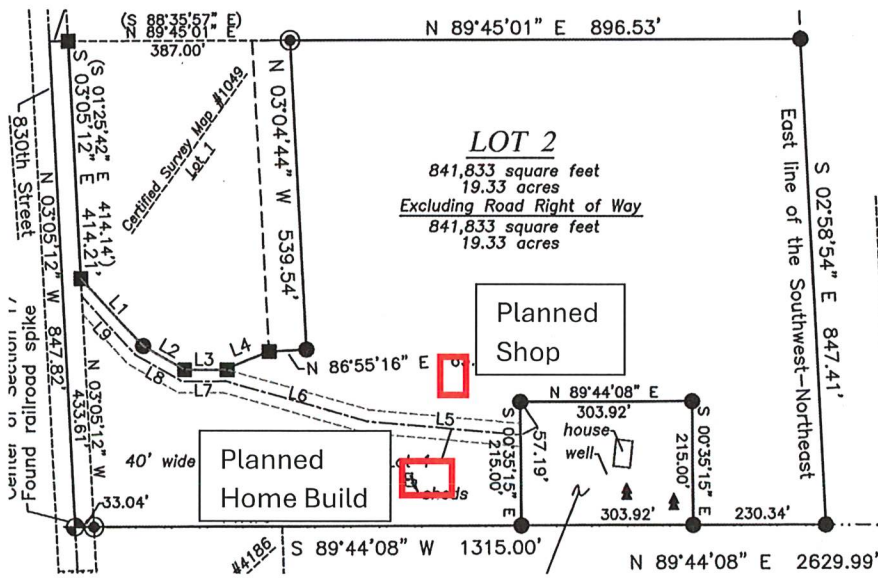 (S 88°35'57" E)
N 89°45'01" E
387.00'
N 89°45'01" E 896.53'
(S 01°25'42" E 414.14')
S 03°05'12" E 414.21'
830th Street
N 03°05'12" W 847.82'
Certified Survey Map #1049
Lot 1
N 03°04'44" W 539.54'
LOT 2
841,833 square feet
19.33 acres
Excluding Road Right of Way
841,833 square feet
19.33 acres
East line of the Southwest-Northeast
S 02°58'54" E 847.41'
L1
L2
L3
L4
L9
L8
L7
L6
L5
N 86°55'16" E
Planned
Shop
Found railroad spike
N 03°05'12" W
433.61'
33.04'
40' wide
Planned
Home Build
Lot 1
sheds
N 89°44'08" E
303.92'
S 00°35'15" E
215.00'
57.19'
house
well
S 00°35'15" E
215.00'
303.92'
230.34'
#4186
S 89°44'08" W 1315.00'
N 89°44'08" E 2629.99'